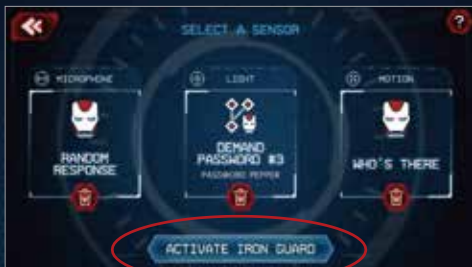 SELECT A SENSOR
?
MICROPHONE
LIGHT
MOTION
RANDOM
RESPONSE
DEMAND
PASSWORD #3
PASSWORD PEPPER
WHO'S THERE
ACTIVATE IRON GUARD